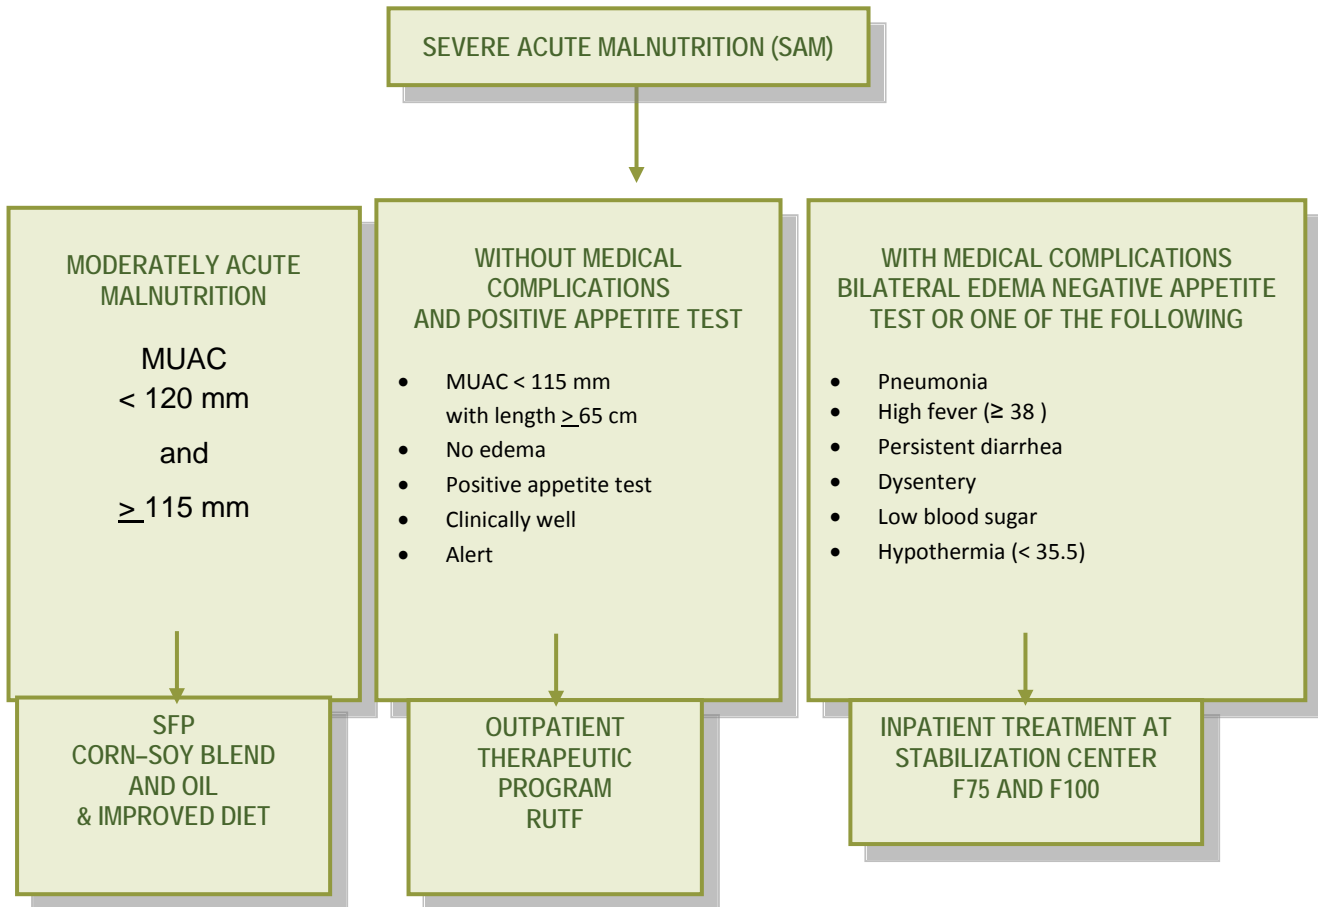 SEVERE ACUTE MALNUTRITION (SAM)
MODERATELY ACUTE
MALNUTRITION
MUAC
< 120 mm
and
≥ 115 mm
WITHOUT MEDICAL
COMPLICATIONS
AND POSITIVE APPETITE TEST
• MUAC < 115 mm
with length ≥ 65 cm
• No edema
• Positive appetite test
• Clinically well
• Alert
WITH MEDICAL COMPLICATIONS
BILATERAL EDEMA NEGATIVE APPETITE
TEST OR ONE OF THE FOLLOWING
• Pneumonia
• High fever (≥ 38 )
• Persistent diarrhea
• Dysentery
• Low blood sugar
• Hypothermia (< 35.5)
SFP
CORN–SOY BLEND
AND OIL
& IMPROVED DIET
OUTPATIENT
THERAPEUTIC
PROGRAM
RUTF
INPATIENT TREATMENT AT
STABILIZATION CENTER
F75 AND F100